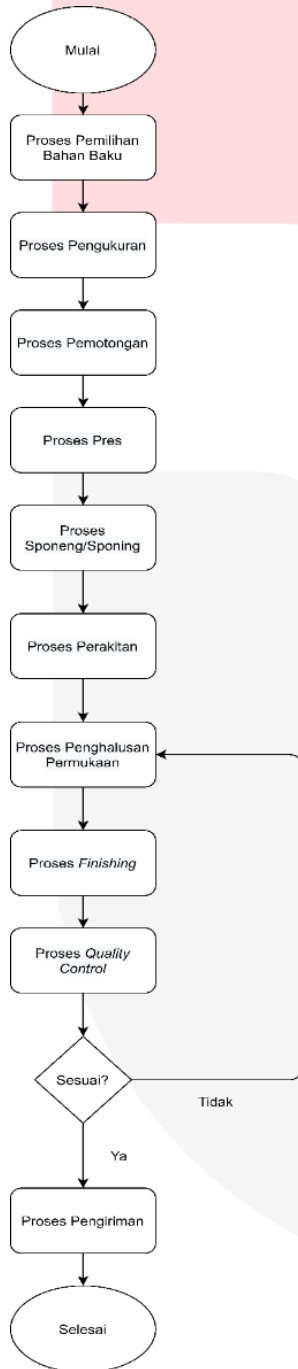 Mulai
Proses Pemilihan
Bahan Baku
Proses Pengukuran
Proses Pemotongan
Proses Pres
Proses
Sponeng/Sponing
Proses Perakitan
Proses Penghalusan
Permukaan
Proses Finishing
Proses Quality
Control
Sesuai?
Tidak
Ya
Proses Pengiriman
Selesai